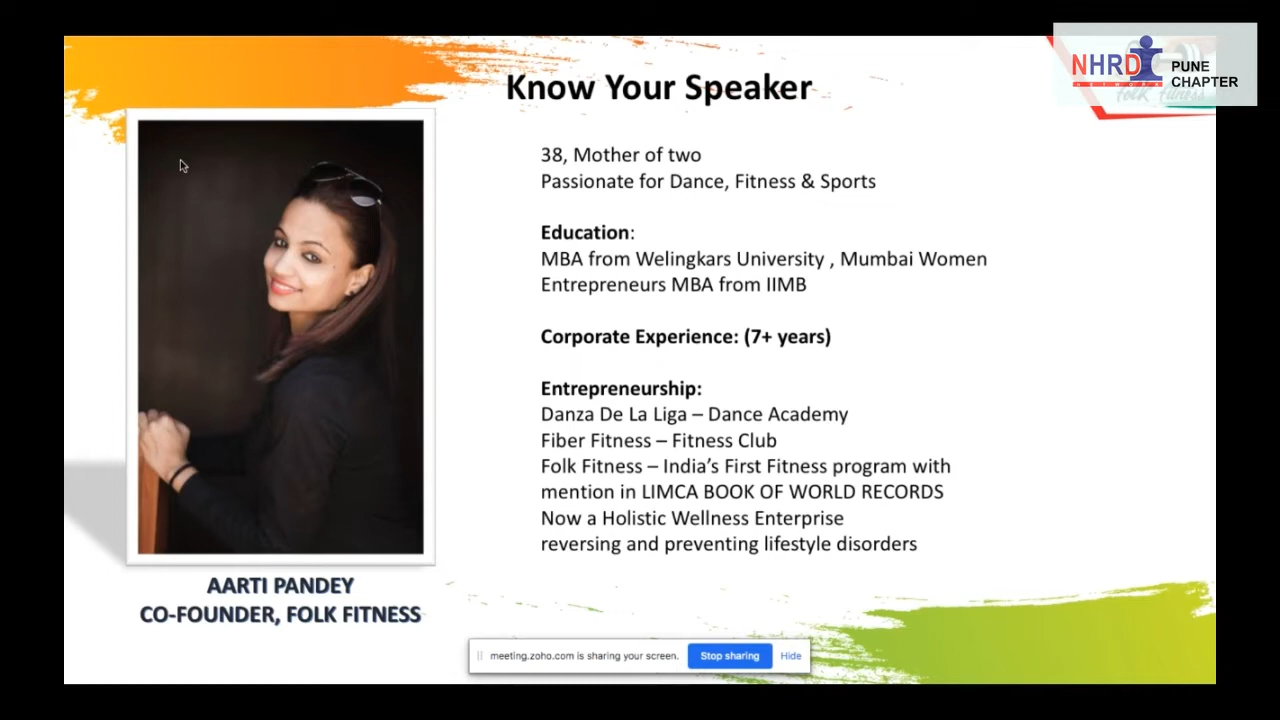 Know Your Speaker
NHRD
network
PUNE
CHAPTER
folk fitness
38, Mother of two
Passionate for Dance, Fitness & Sports
Education:
MBA from Welingkars University , Mumbai Women
Entrepreneurs MBA from IIMB
Corporate Experience: (7+ years)
Entrepreneurship:
Danza De La Liga – Dance Academy
Fiber Fitness – Fitness Club
Folk Fitness – India’s First Fitness program with
mention in LIMCA BOOK OF WORLD RECORDS
Now a Holistic Wellness Enterprise
reversing and preventing lifestyle disorders
AARTI PANDEY
CO-FOUNDER, FOLK FITNESS
meeting.zoho.com is sharing your screen.
Stop sharing
Hide